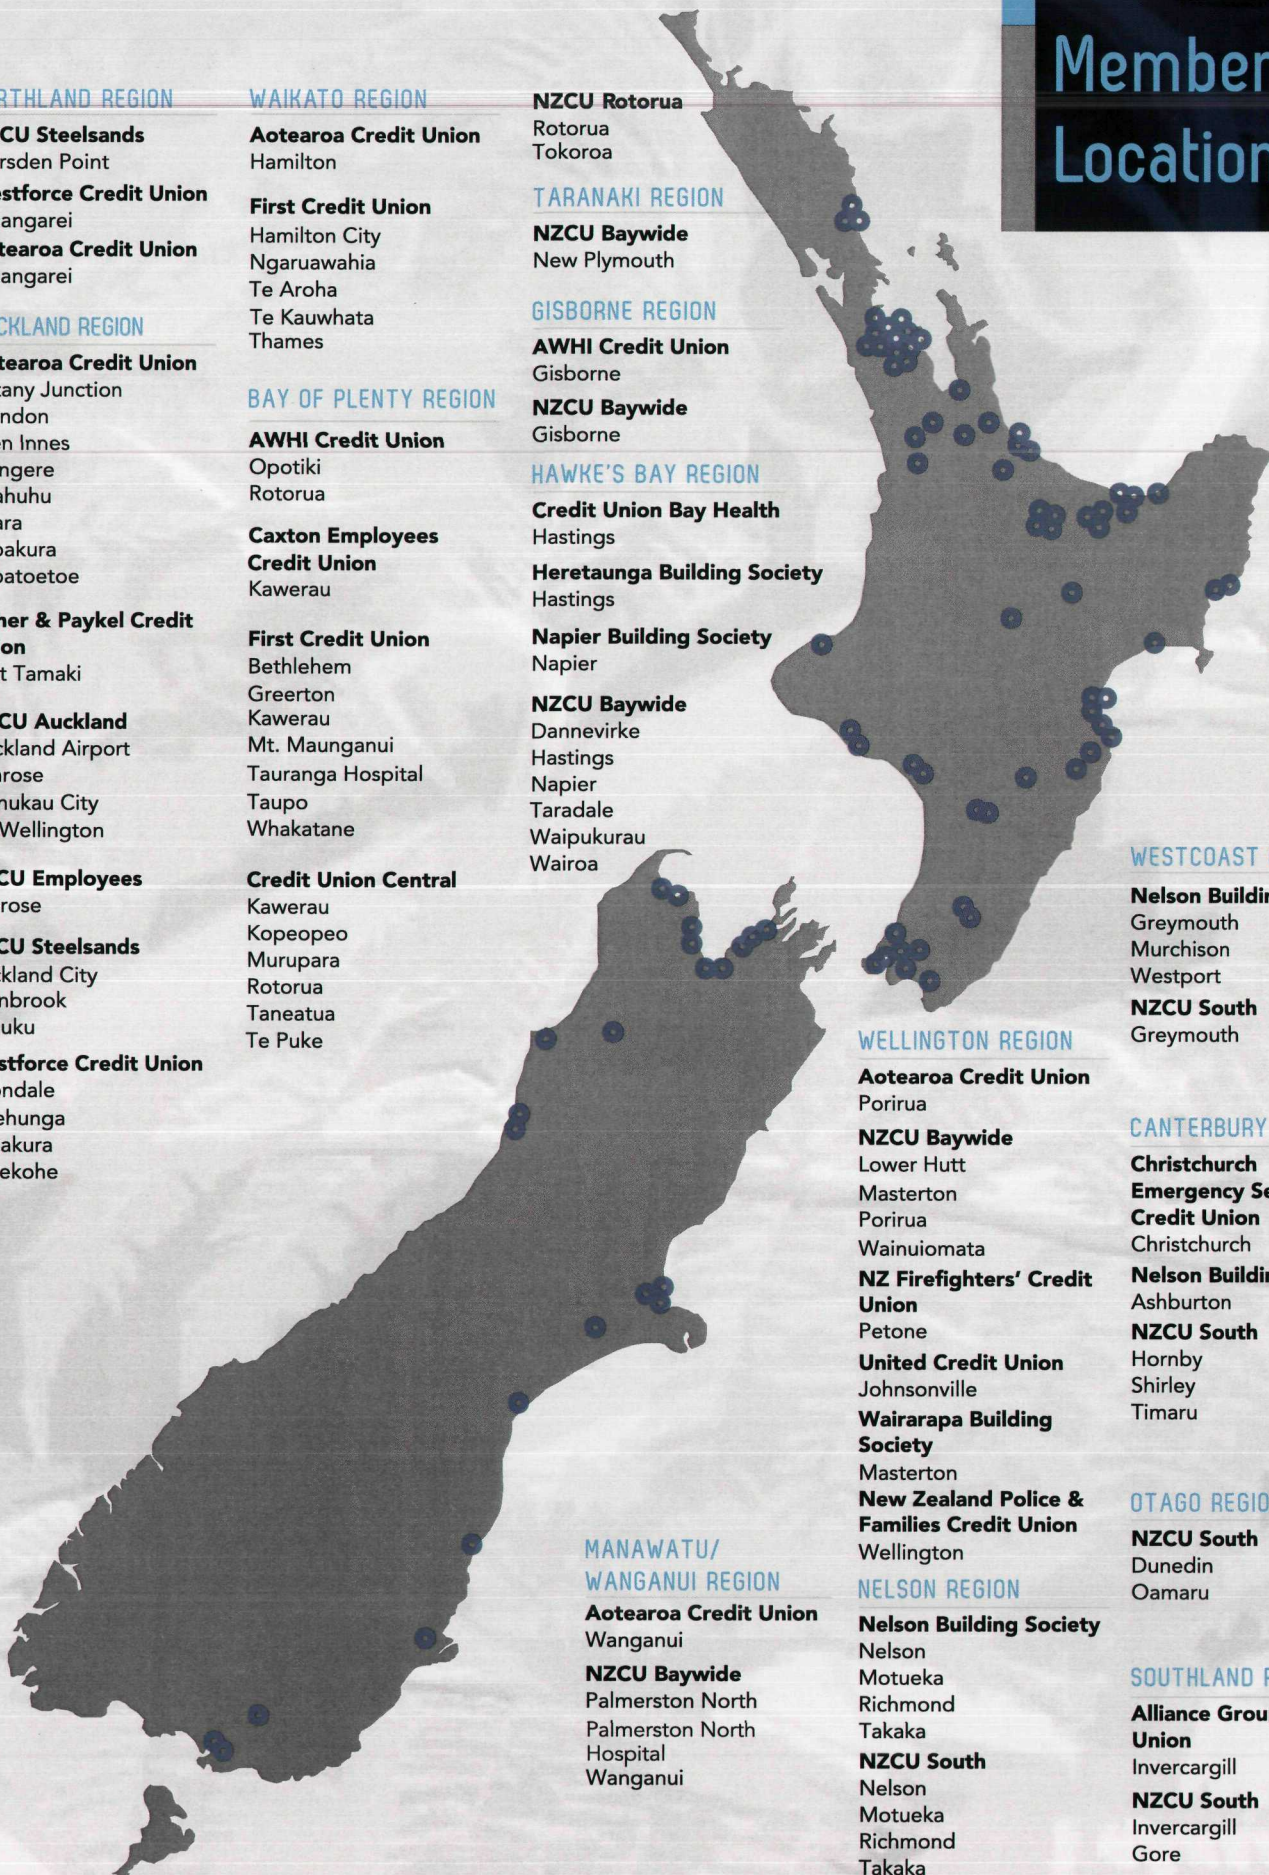 Member
Location
RTHLAND REGION
CU Steelsands
rsden Point
estforce Credit Union
angarei
tearoa Credit Union
angarei
CKLAND REGION
tearoa Credit Union
tany Junction
ndon
n Innes
ngere
ahuhu
ara
pakura
patoetoe
her & Paykel Credit
on
t Tamaki
CU Auckland
ckland Airport
nrose
nukau City
Wellington
CU Employees
rose
CU Steelsands
ckland City
nbrook
uku
stforce Credit Union
ondale
ehunga
akura
ekohe
WAIKATO REGION
Aotearoa Credit Union
Hamilton
First Credit Union
Hamilton City
Ngaruawahia
Te Aroha
Te Kauwhata
Thames
BAY OF PLENTY REGION
AWHI Credit Union
Opotiki
Rotorua
Caxton Employees
Credit Union
Kawerau
First Credit Union
Bethlehem
Greerton
Kawerau
Mt. Maunganui
Tauranga Hospital
Taupo
Whakatane
Credit Union Central
Kawerau
Kopeopeo
Murupara
Rotorua
Taneatua
Te Puke
NZCU Rotorua
Rotorua
Tokoroa
TARANAKI REGION
NZCU Baywide
New Plymouth
GISBORNE REGION
AWHI Credit Union
Gisborne
NZCU Baywide
Gisborne
HAWKE'S BAY REGION
Credit Union Bay Health
Hastings
Heretaunga Building Society
Hastings
Napier Building Society
Napier
NZCU Baywide
Dannevirke
Hastings
Napier
Taradale
Waipukurau
Wairoa
MANAWATU/
WANGANUI REGION
Aotearoa Credit Union
Wanganui
NZCU Baywide
Palmerston North
Palmerston North
Hospital
Wanganui
WELLINGTON REGION
Aotearoa Credit Union
Porirua
NZCU Baywide
Lower Hutt
Masterton
Porirua
Wainuiomata
NZ Firefighters' Credit
Union
Petone
United Credit Union
Johnsonville
Wairarapa Building
Society
Masterton
New Zealand Police &
Families Credit Union
Wellington
NELSON REGION
Nelson Building Society
Nelson
Motueka
Richmond
Takaka
NZCU South
Nelson
Motueka
Richmond
Takaka
WESTCOAST
Nelson Buildin
Greymouth
Murchison
Westport
NZCU South
Greymouth
CANTERBURY
Christchurch
Emergency Se
Credit Union
Christchurch
Nelson Buildin
Ashburton
NZCU South
Hornby
Shirley
Timaru
OTAGO REGIO
NZCU South
Dunedin
Oamaru
SOUTHLAND R
Alliance Grou
Union
Invercargill
NZCU South
Invercargill
Gore